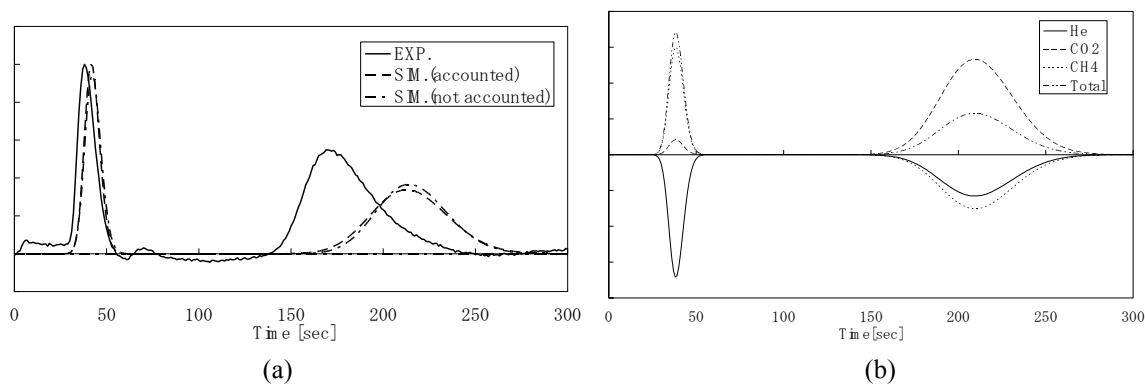 EXP.
SIM.(accounted)
SIM.(not accounted)
0 50 100 150 200 250 300
Time [sec]
(a)
He
CO2
CH4
Total
0 50 100 150 200 250 300
Time[sec]
(b)